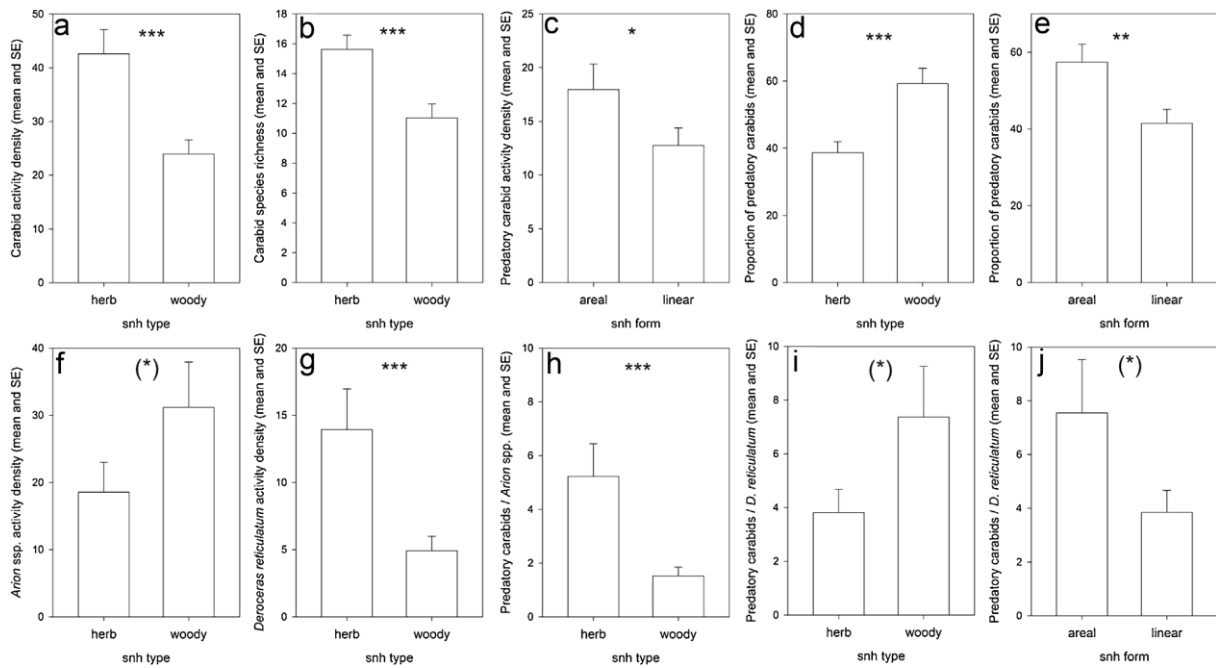 a
***
Carabid activity density (mean and SE)
50
40
30
20
10
0
herb woody
snh type
b
***
Carabid species richness (mean and SE)
18
16
14
12
10
8
6
4
2
0
herb woody
snh type
c
*
Predatory carabid activity density (mean and SE)
25
20
15
10
5
0
areal linear
snh form
d
***
Proportion of predatory carabids (mean and SE)
80
60
40
20
0
herb woody
snh type
e
**
Proportion of predatory carabids (mean and SE)
60
40
20
0
areal linear
snh form
f
(*)
Arion ssp. activity density (mean and SE)
40
30
20
10
0
herb woody
snh type
g
***
Deroceras reticulatum activity density (mean and SE)
20
15
10
5
0
herb woody
snh type
h
***
Predatory carabids / Arion spp. (mean and SE)
10
8
6
4
2
0
herb woody
snh type
i
(*)
Predatory carabids / D. reticulatum (mean and SE)
10
8
6
4
2
0
herb woody
snh type
j
(*)
Predatory carabids / D. reticulatum (mean and SE)
10
8
6
4
2
0
areal linear
snh form